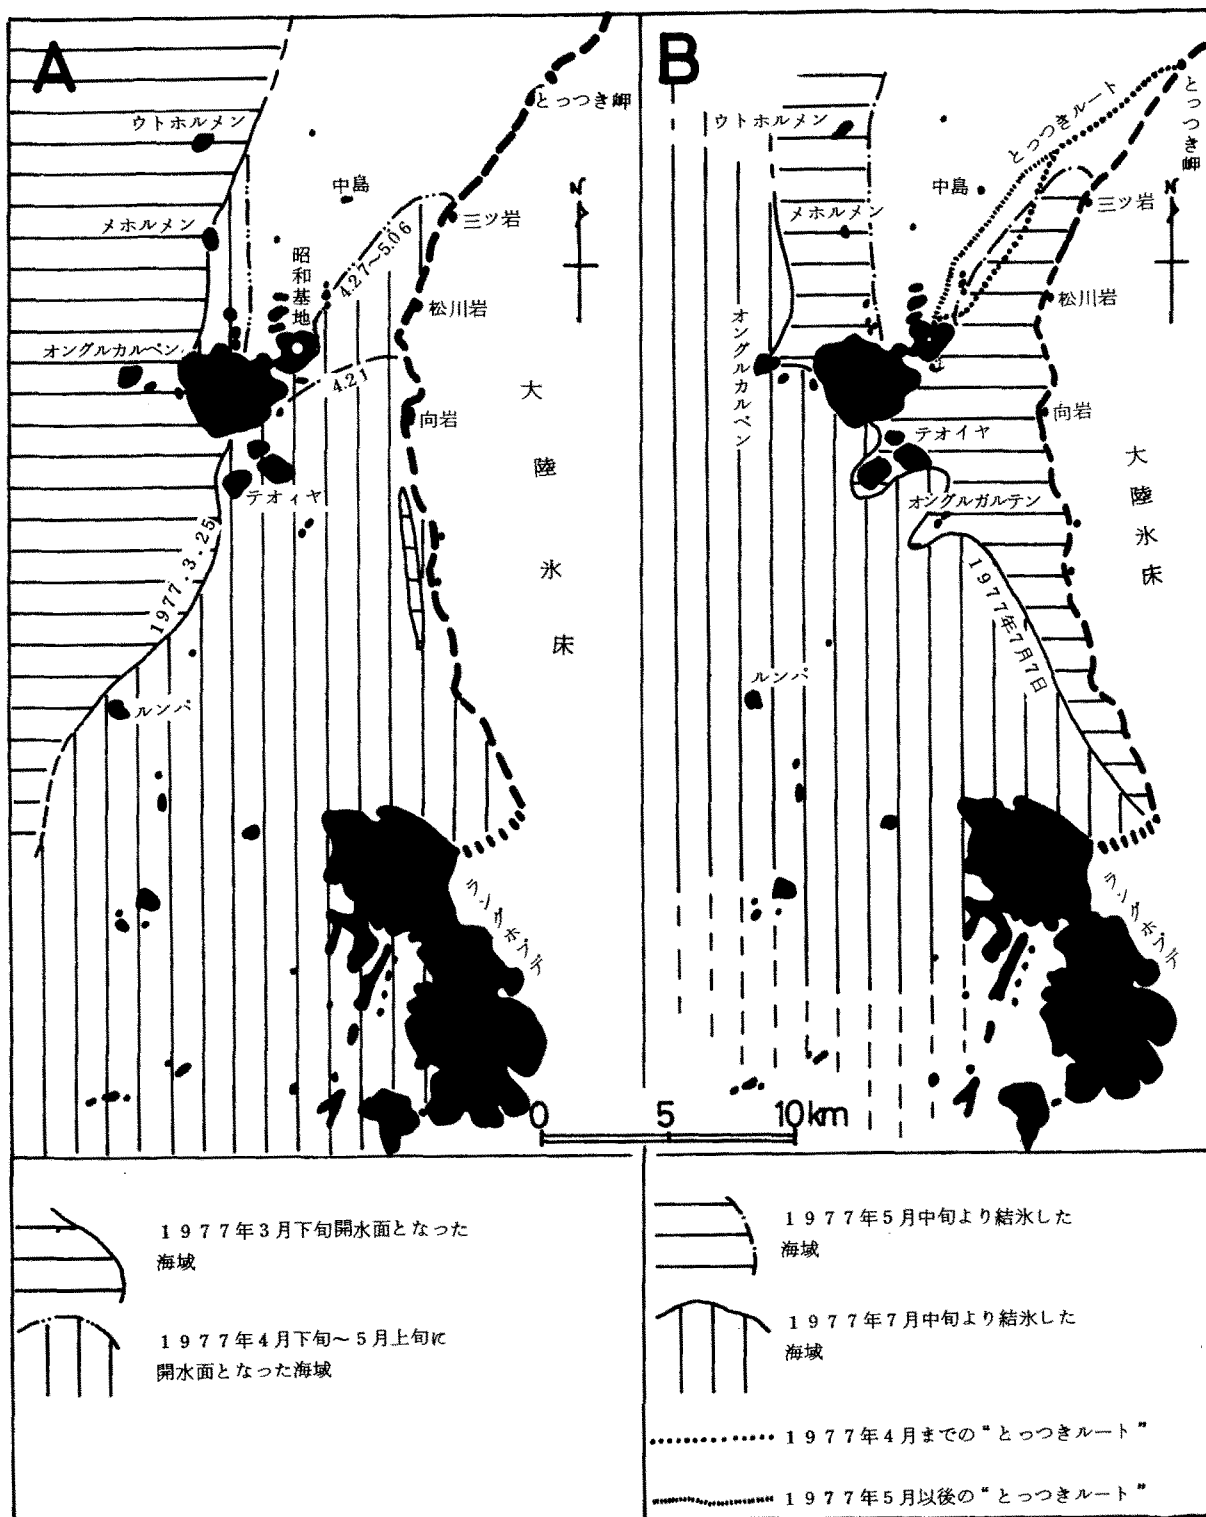 A
とっつき岬
ウトホルメン
中島
三ツ岩
N
メホルメン
昭和基地
4.27〜5.06
松川岩
オングルカルベン
4.21
大陸氷床
向岩
テオイヤ
1977.3.25
ルンパ
ラングホブデ
B
とっつきルート
とっつき岬
ウトホルメン
中島
三ツ岩
N
メホルメン
松川岩
オングルカルベン
向岩
テオイヤ
大陸氷床
オングルガルテン
1977年7月7日
ルンパ
ラングホブデ
0 5 10km
1977年3月下旬開水面となった
海域
1977年4月下旬〜5月上旬に
開水面となった海域
1977年5月中旬より結氷した
海域
1977年7月中旬より結氷した
海域
1977年4月までの“とっつきルート”
1977年5月以後の“とっつきルート”